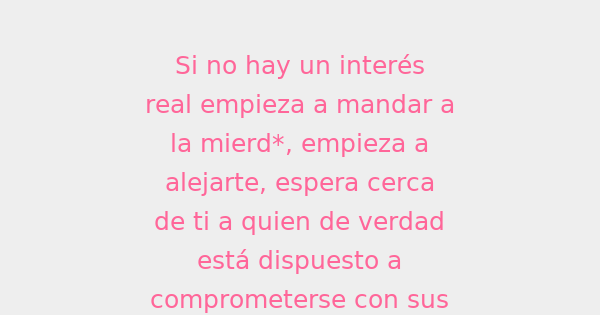 Si no hay un interés
real empieza a mandar a
la mierd*, empieza a
alejarte, espera cerca
de ti a quien de verdad
está dispuesto a
comprometerse con sus